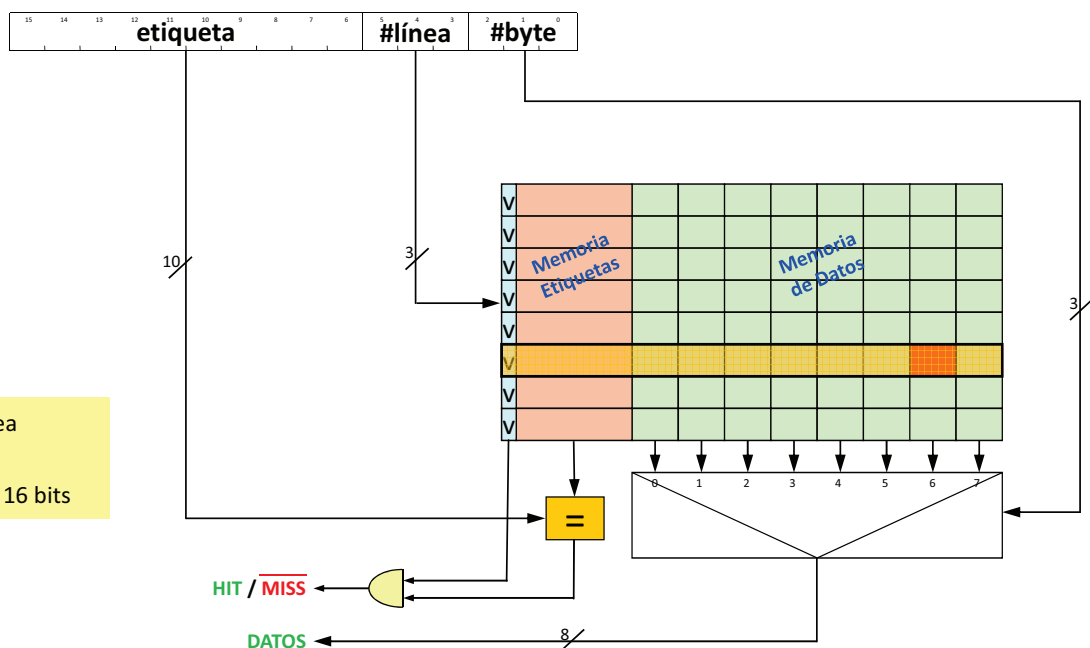 15 14 13 12 11 10 9 8 7 6 5 4 3 2 1 0
etiqueta #línea #byte
10
3
3
V
V
V
V
V
V
V
V
Memoria
Etiquetas
Memoria
de Datos
ea
16 bits
0 1 2 3 4 5 6 7
=
HIT / MISS
DATOS
8